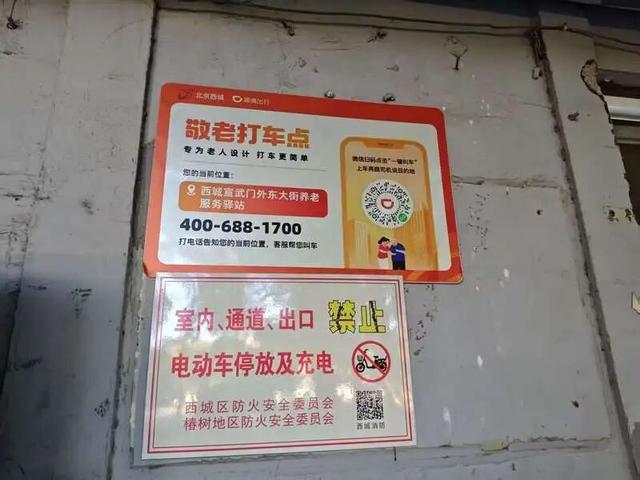 北京西城 滴滴出行
敬老打车点
专为老人设计 打车更简单
您的当前位置：
西城宣武门外东大街养老
服务驿站
400-688-1700
打电话告知您的当前位置，客服帮您叫车
微信扫码点击“一键叫车”
上车再跟司机说目的地
室内、通道、出口 禁止
电动车停放及充电
西城区防火安全委员会
椿树地区防火安全委员会
西城消防